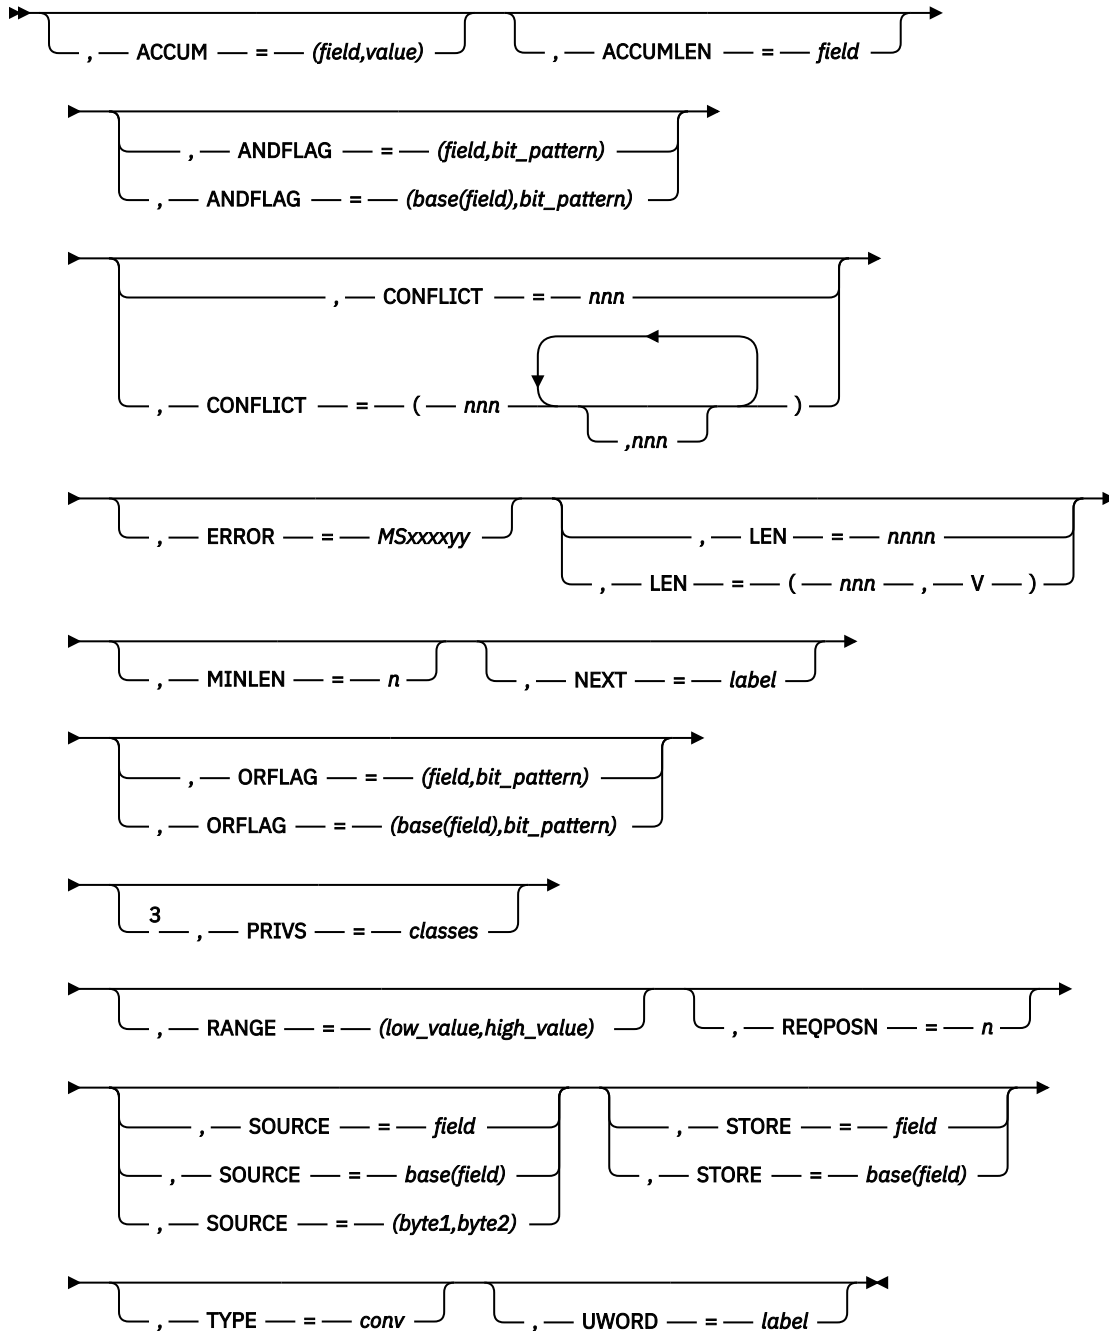 , ACCUM = (field,value) , ACCUMLEN = field
, ANDFLAG = (field,bit_pattern)
, ANDFLAG = (base(field),bit_pattern)
, CONFLICT = nnn
, CONFLICT = ( nnn )
,nnn
, ERROR = MSxxxxyy , LEN = nnnn
, LEN = ( nnn , V )
, MINLEN = n , NEXT = label
, ORFLAG = (field,bit_pattern)
, ORFLAG = (base(field),bit_pattern)
3 , PRIVS = classes
, RANGE = (low_value,high_value) , REQPOSN = n
, SOURCE = field , STORE = field
, SOURCE = base(field) , STORE = base(field)
, SOURCE = (byte1,byte2)
, TYPE = conv , UWORD = label